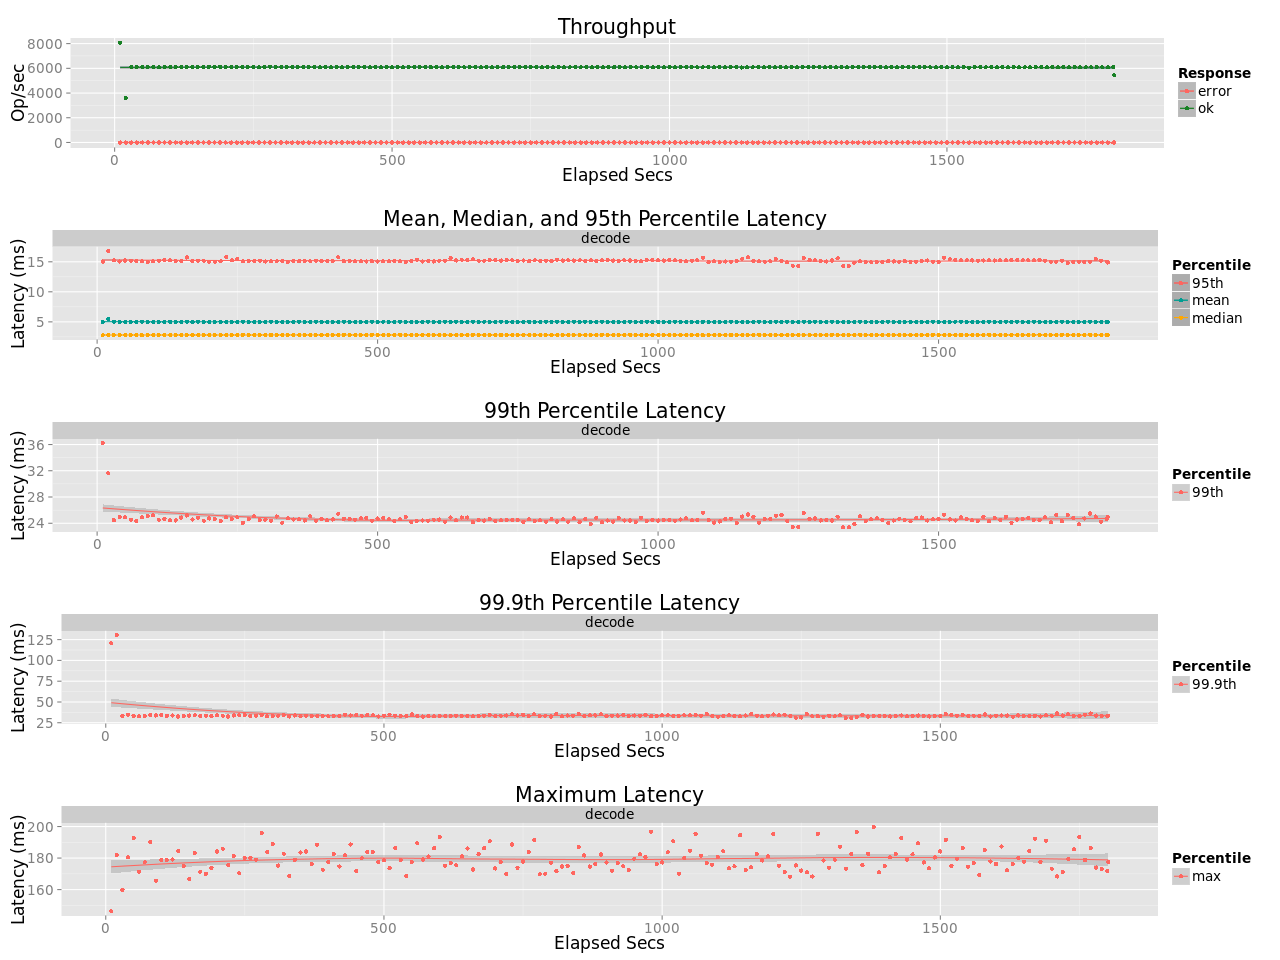 Throughput
Op/sec
8000
6000
4000
2000
0
0 500 1000 1500
Elapsed Secs
Response
error
ok
Mean, Median, and 95th Percentile Latency
decode
Latency (ms)
15
10
5
0 500 1000 1500
Elapsed Secs
Percentile
95th
mean
median
99th Percentile Latency
decode
Latency (ms)
36
32
28
24
0 500 1000 1500
Elapsed Secs
Percentile
99th
99.9th Percentile Latency
decode
Latency (ms)
125
100
75
50
25
0 500 1000 1500
Elapsed Secs
Percentile
99.9th
Maximum Latency
decode
Latency (ms)
200
180
160
0 500 1000 1500
Elapsed Secs
Percentile
max